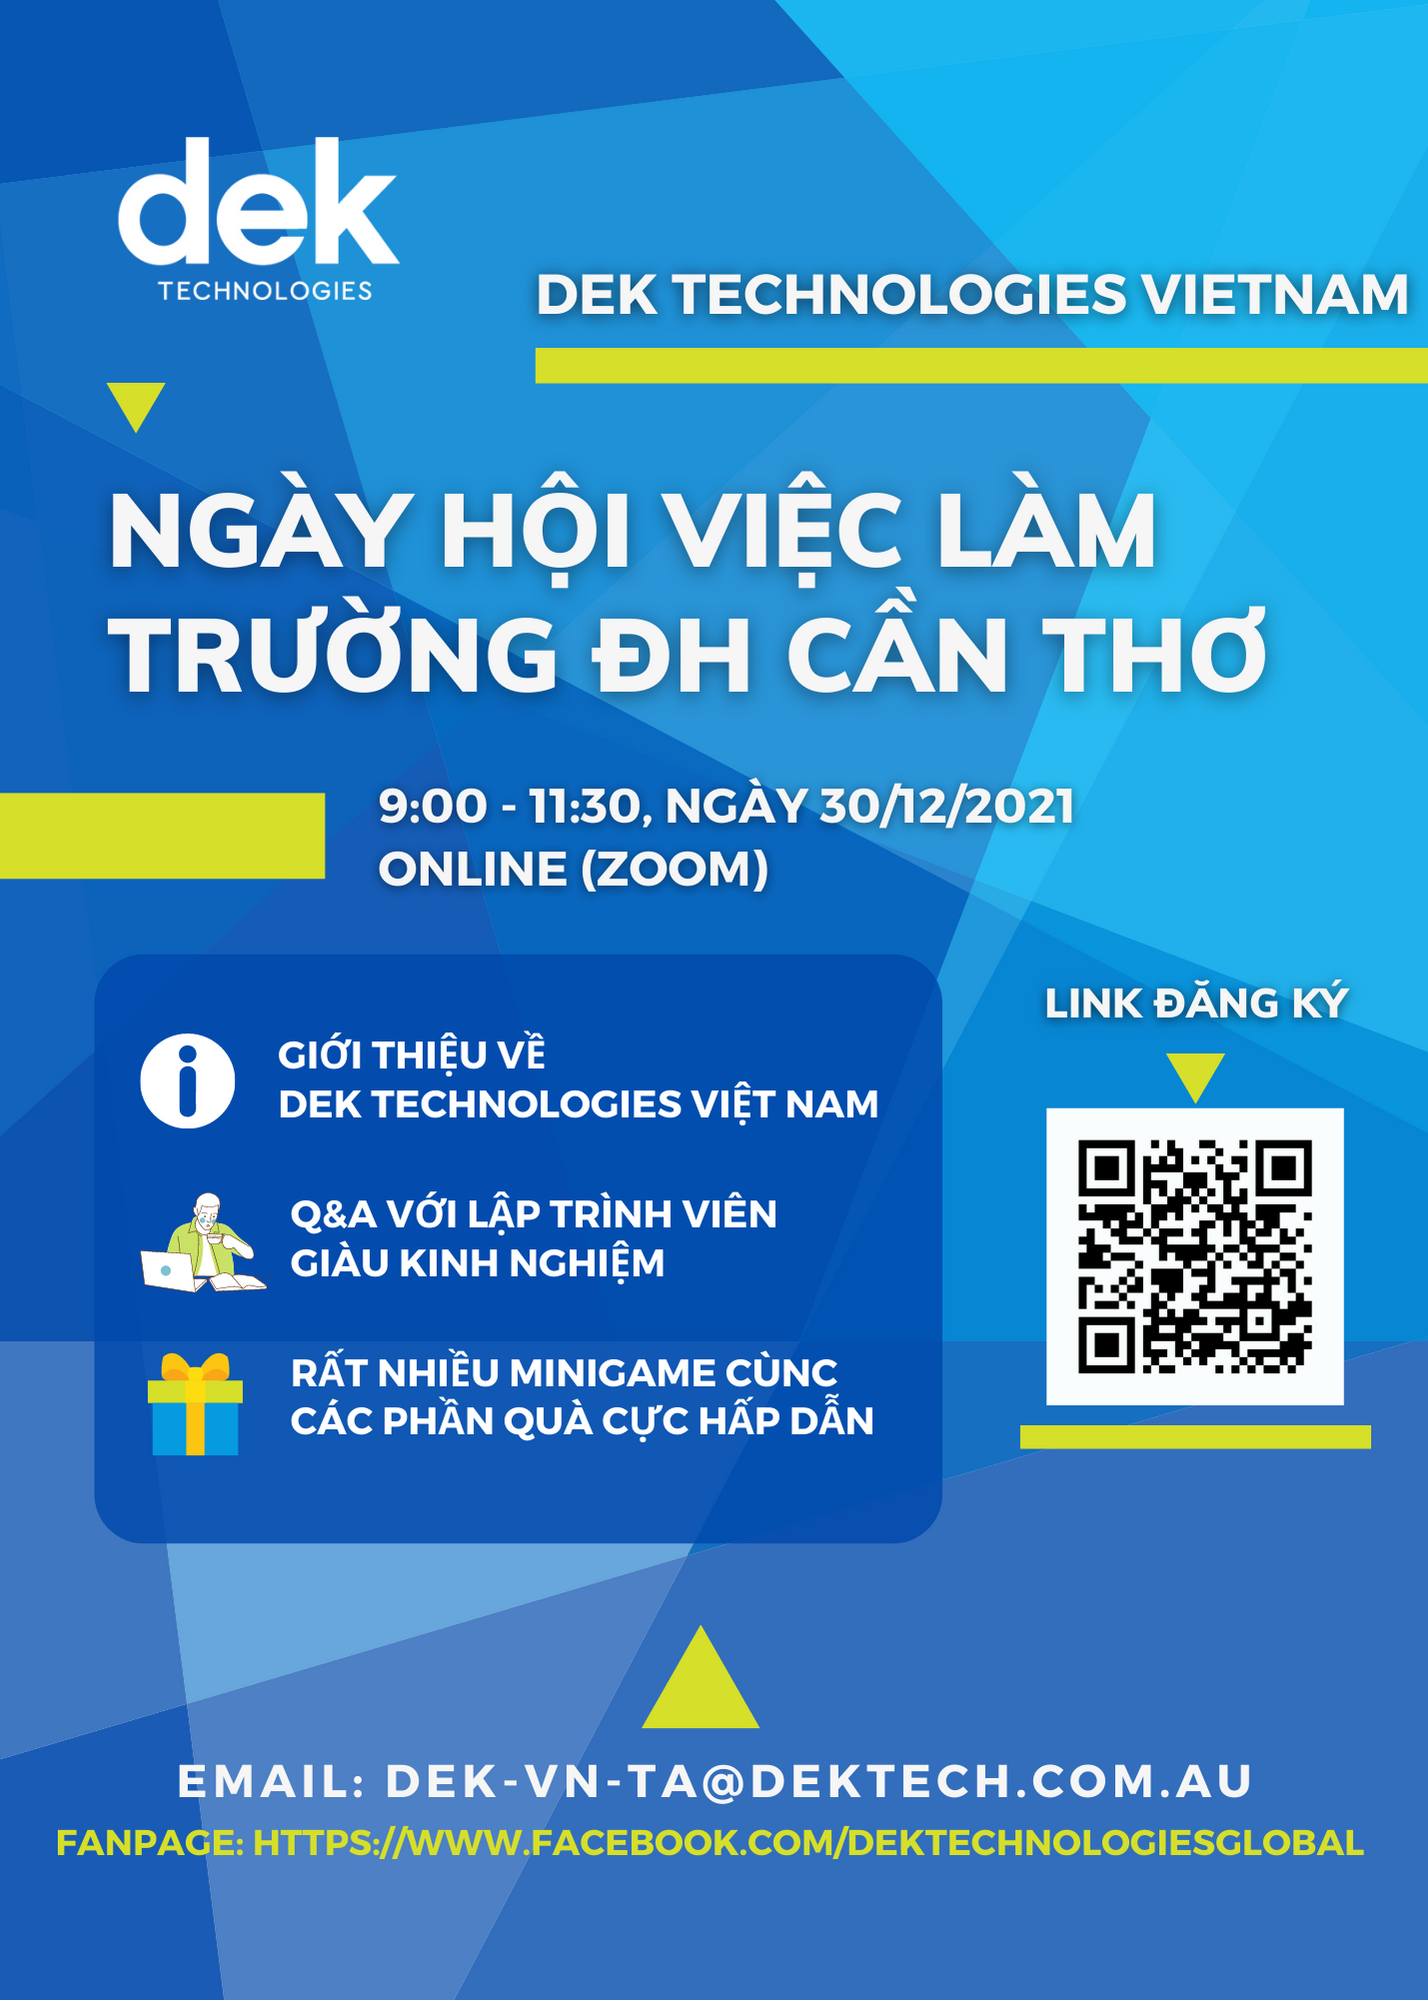 dek
TECHNOLOGIES
DEK TECHNOLOGIES VIETNAM
NGÀY HỘI VIỆC LÀM
TRƯỜNG ĐH CẦN THƠ
9:00 - 11:30, NGÀY 30/12/2021
ONLINE (ZOOM)
GIỚI THIỆU VỀ
DEK TECHNOLOGIES VIỆT NAM
Q&A VỚI LẬP TRÌNH VIÊN
GIÀU KINH NGHIỆM
RẤT NHIỀU MINIGAME CÙNC
CÁC PHẦN QUÀ CỰC HẤP DẪN
LINK ĐĂNG KÝ
EMAIL: DEK-VN-TA@DEKTECH.COM.AU
FANPAGE: HTTPS://WWW.FACEBOOK.COM/DEKTECHNOLOGIESGLOBAL